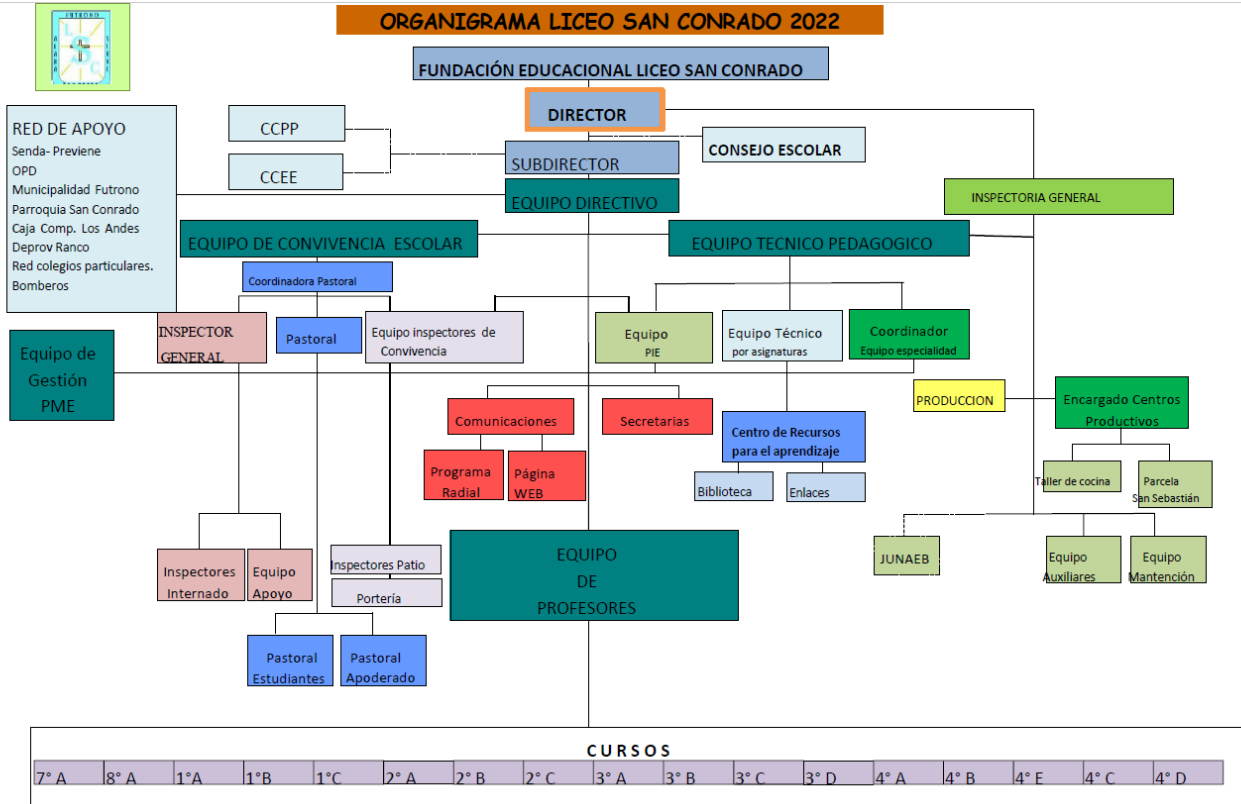 ORGANIGRAMA LICEO SAN CONRADO 2022
FUTRONO
L
S
C
FUNDACIÓN EDUCACIONAL LICEO SAN CONRADO
DIRECTOR
RED DE APOYO
Senda- Previene
OPD
Municipalidad Futrono
Parroquia San Conrado
Caja Comp. Los Andes
Deprov Ranco
Red colegios particulares.
Bomberos
CCPP
CCEE
CONSEJO ESCOLAR
SUBDIRECTOR
EQUIPO DIRECTIVO
INSPECTORIA GENERAL
EQUIPO DE CONVIVENCIA ESCOLAR
EQUIPO TECNICO PEDAGOGICO
Coordinadora Pastoral
INSPECTOR
GENERAL
Pastoral
Equipo inspectores de
Convivencia
Equipo
PIE
Equipo Técnico
por asignaturas
Coordinador
Equipo especialidad
Equipo de
Gestión
PME
PRODUCCION
Encargado Centros
Productivos
Comunicaciones
Secretarias
Centro de Recursos
para el aprendizaje
Programa
Radial
Página
WEB
Biblioteca
Enlaces
Taller de cocina
Parcela
San Sebastián
Inspectores
Internado
Equipo
Apoyo
Inspectores Patio
Portería
EQUIPO
DE
PROFESORES
JUNAEB
Equipo
Auxiliares
Equipo
Mantención
Pastoral
Estudiantes
Pastoral
Apoderado
CURSOS
7° A 8° A 1°A 1°B 1°C 2° A 2° B 2° C 3° A 3° B 3° C 3° D 4° A 4° B 4° E 4° C 4° D